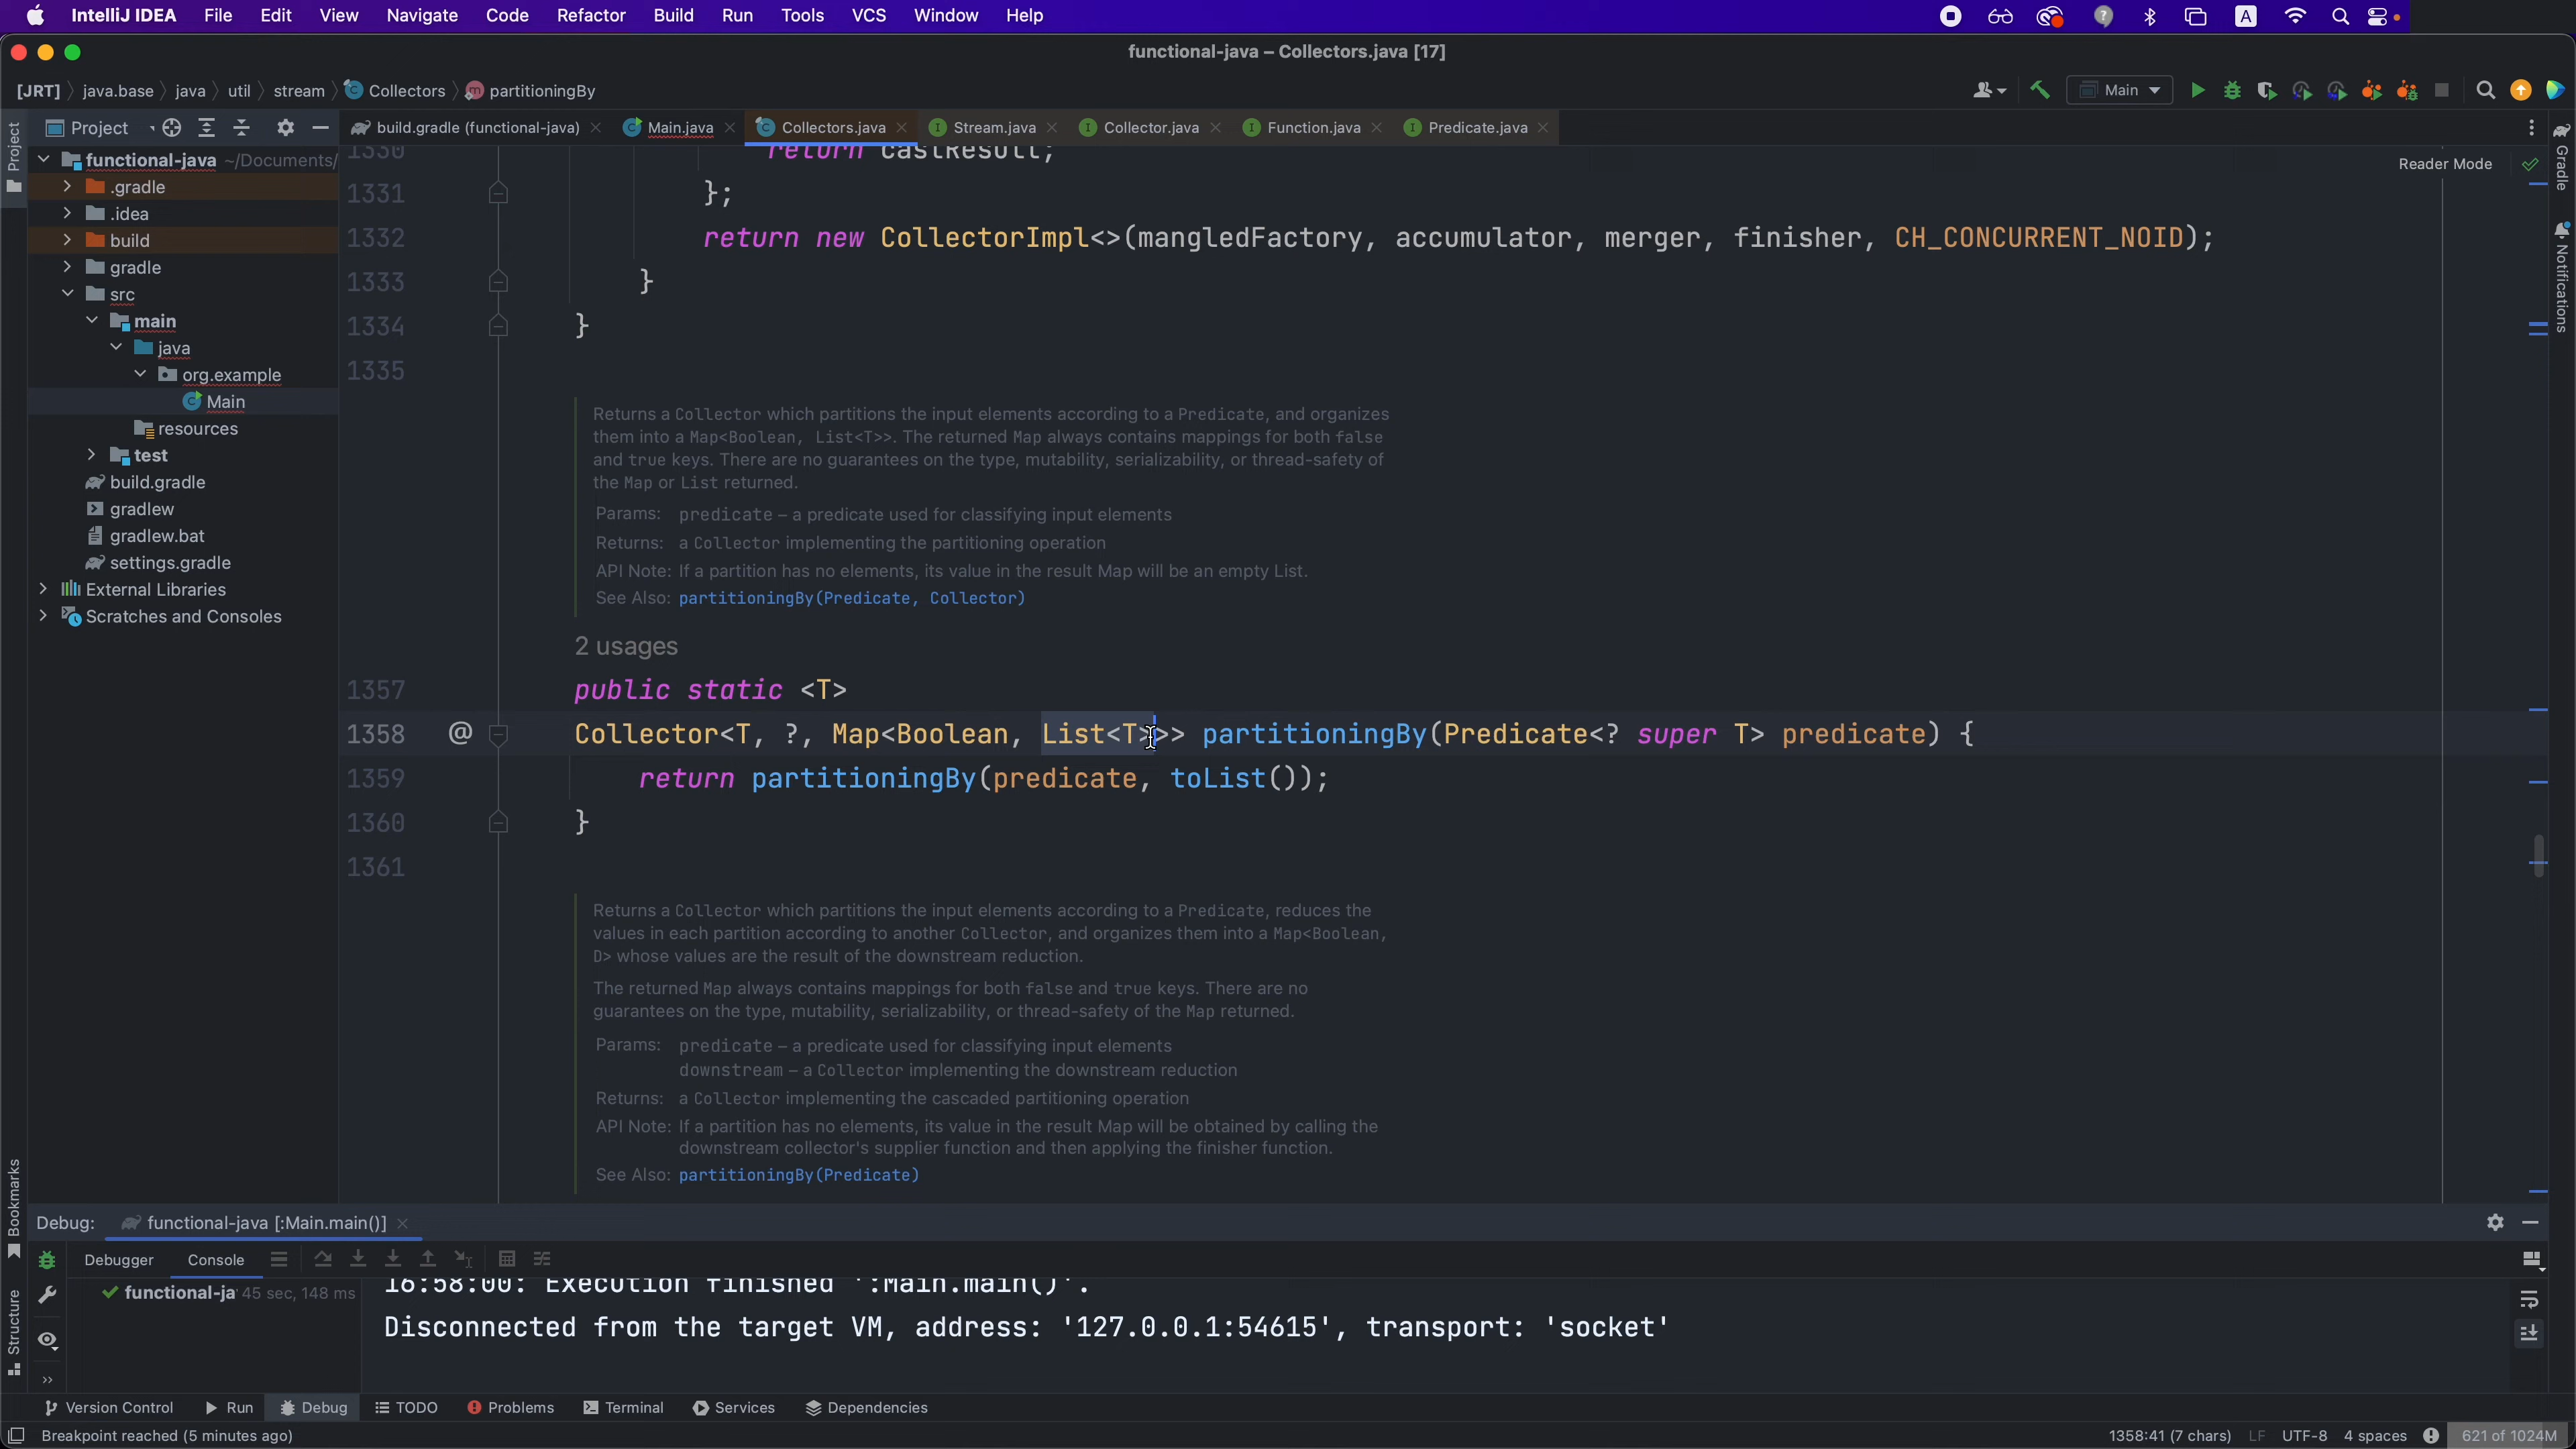 IntelliJ IDEA File Edit View Navigate Code Refactor Build Run Tools VCS Window Help A
functional-java – Collectors.java [17]
[JRT] java.base java util stream Collectors partitioningBy Main
Project build.gradle (functional-java) Main.java Collectors.java Stream.java Collector.java Function.java Predicate.java
Project
Gradle
Notifications
Bookmarks
Structure
functional-java ~/Documents/
.gradle
.idea
build
gradle
src
main
java
org.example
Main
resources
test
build.gradle
gradlew
gradlew.bat
settings.gradle
External Libraries
Scratches and Consoles
Reader Mode
1330 return castResult;
1331 };
1332 return new CollectorImpl<>(mangledFactory, accumulator, merger, finisher, CH_CONCURRENT_NOID);
1333 }
1334 }
1335
Returns a Collector which partitions the input elements according to a Predicate, and organizes
them into a Map<Boolean, List<T>>. The returned Map always contains mappings for both false
and true keys. There are no guarantees on the type, mutability, serializability, or thread-safety of
the Map or List returned.
Params: predicate – a predicate used for classifying input elements
Returns: a Collector implementing the partitioning operation
API Note: If a partition has no elements, its value in the result Map will be an empty List.
See Also: partitioningBy(Predicate, Collector)
2 usages
1357 public static <T>
1358 @ Collector<T, ?, Map<Boolean, List<T>>> partitioningBy(Predicate<? super T> predicate) {
1359 return partitioningBy(predicate, toList());
1360 }
1361
Returns a Collector which partitions the input elements according to a Predicate, reduces the
values in each partition according to another Collector, and organizes them into a Map<Boolean,
D> whose values are the result of the downstream reduction.
The returned Map always contains mappings for both false and true keys. There are no
guarantees on the type, mutability, serializability, or thread-safety of the Map returned.
Params: predicate – a predicate used for classifying input elements
downstream – a Collector implementing the downstream reduction
Returns: a Collector implementing the cascaded partitioning operation
API Note: If a partition has no elements, its value in the result Map will be obtained by calling the
downstream collector's supplier function and then applying the finisher function.
See Also: partitioningBy(Predicate)
Debug: functional-java [:Main.main()]
Debugger Console
functional-ja 45 sec, 148 ms
16:58:00: Execution finished ':Main.main()'.
Disconnected from the target VM, address: '127.0.0.1:54615', transport: 'socket'
Version Control Run Debug TODO Problems Terminal Services Dependencies
Breakpoint reached (5 minutes ago) 1358:41 (7 chars) LF UTF-8 4 spaces 621 of 1024M